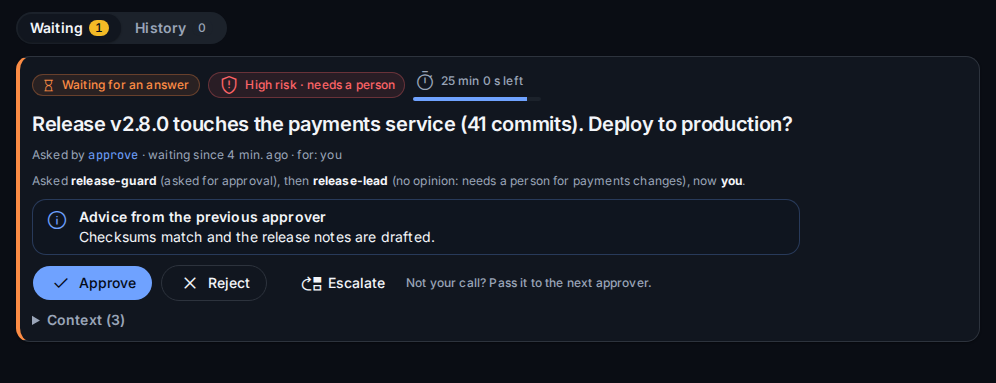 Waiting 1 History 0
Waiting for an answer High risk · needs a person 25 min 0 s left
Release v2.8.0 touches the payments service (41 commits). Deploy to production?
Asked by approve · waiting since 4 min. ago · for: you
Asked release-guard (asked for approval), then release-lead (no opinion: needs a person for payments changes), now you.
Advice from the previous approver
Checksums match and the release notes are drafted.
Approve Reject Escalate Not your call? Pass it to the next approver.
Context (3)